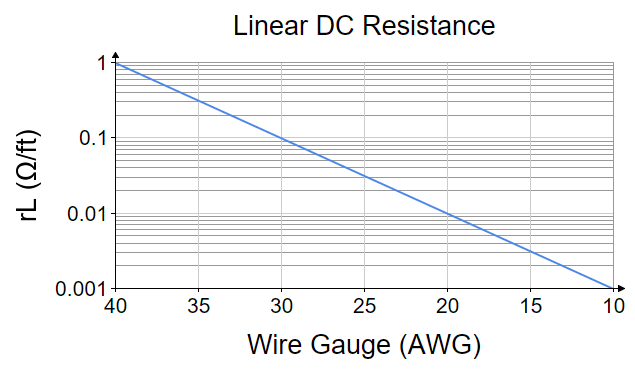 Linear DC Resistance
rL (Ω/ft)
1
0.1
0.01
0.001
40 35 30 25 20 15 10
Wire Gauge (AWG)